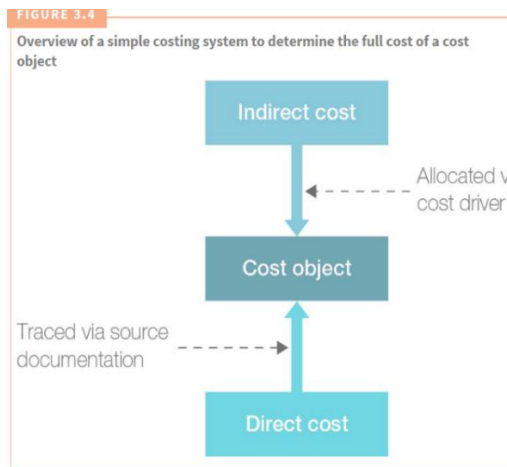 FIGURE 3.4
Overview of a simple costing system to determine the full cost of a cost
object
Indirect cost
Allocated v
cost driver
Cost object
Traced via source
documentation
Direct cost